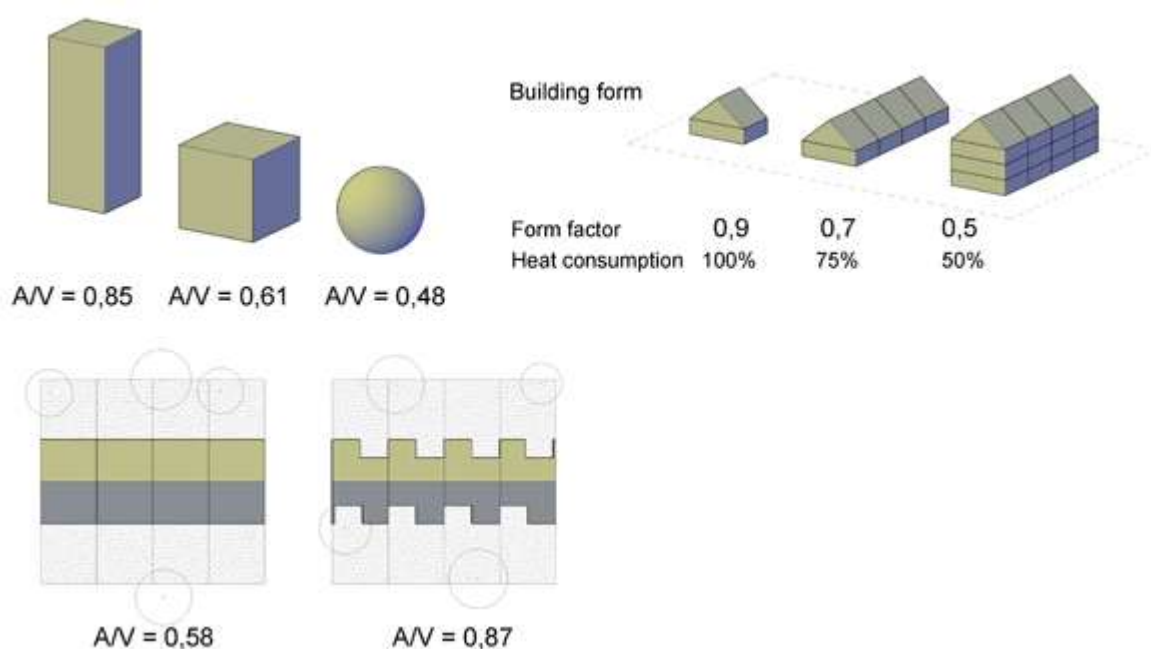 A/V = 0,85
A/V = 0,61
A/V = 0,48
Building form
Form factor 0,9 0,7 0,5
Heat consumption 100% 75% 50%
A/V = 0,58
A/V = 0,87